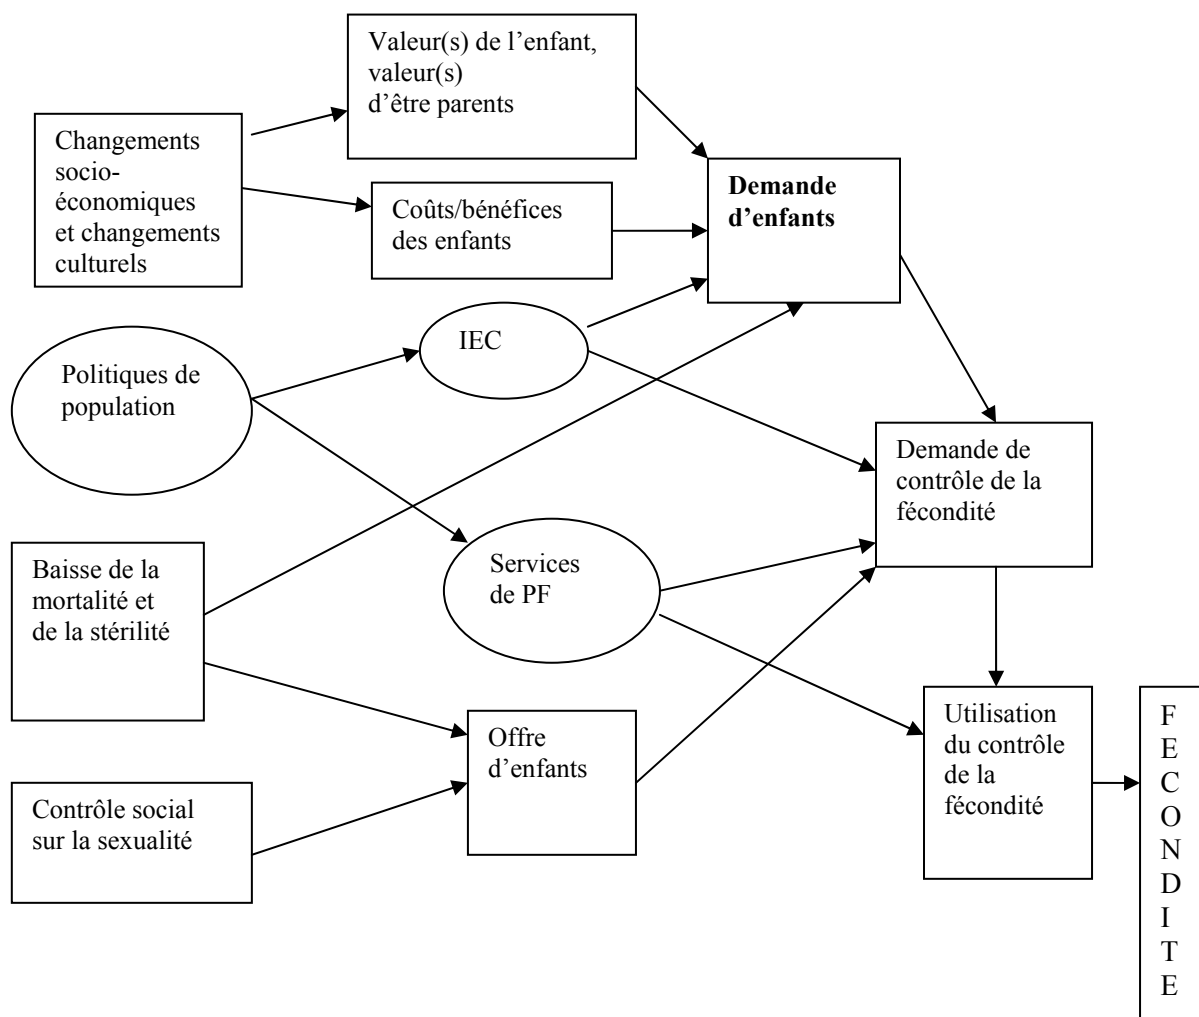 Valeur(s) de l’enfant,
valeur(s)
d’être parents
Changements
socio-
économiques
et changements
culturels
Demande
d’enfants
Coûts/bénéfices
des enfants
IEC
Politiques de
population
Demande de
contrôle de la
fécondité
Services
de PF
Baisse de la
mortalité et
de la stérilité
Utilisation
du contrôle
de la
fécondité
F
E
C
O
N
D
I
T
E
Offre
d’enfants
Contrôle social
sur la sexualité